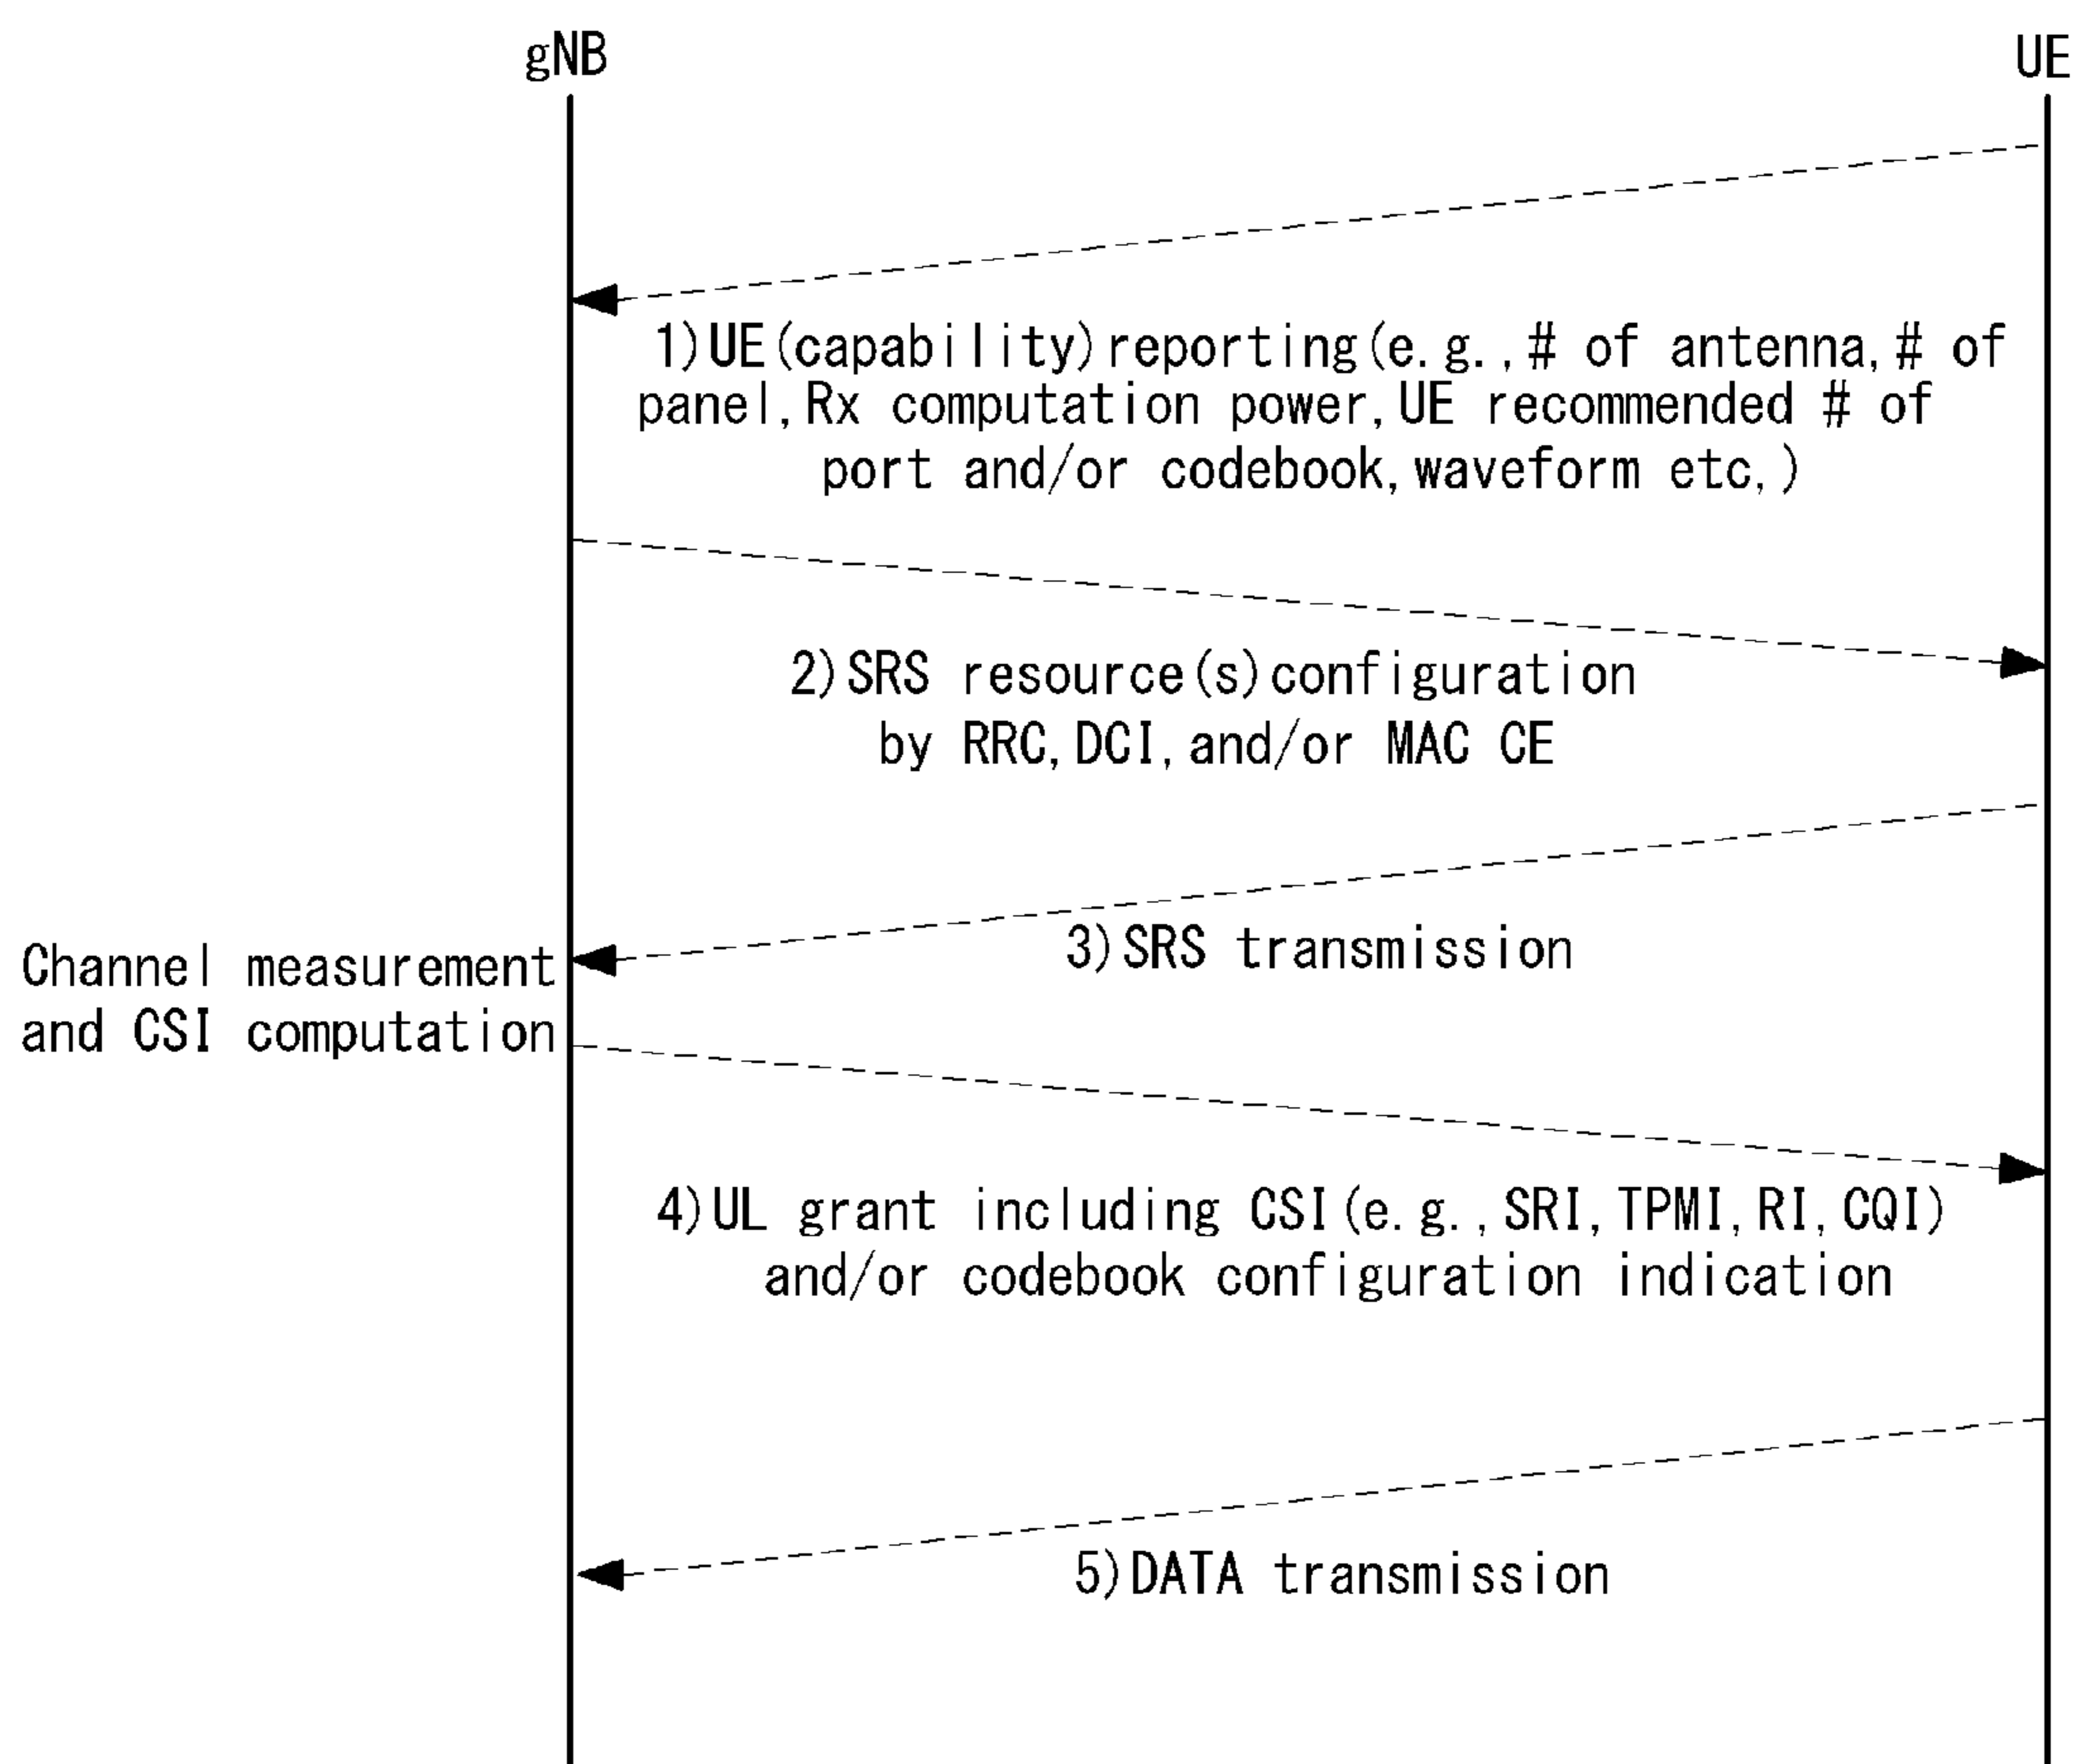 gNB
UE
1)UE(capability)reporting(e.g.,# of antenna,# of
panel,Rx computation power,UE recommended # of
port and/or codebook,waveform etc,)
2)SRS resource(s)configuration
by RRC,DCI,and/or MAC CE
3)SRS transmission
Channel measurement
and CSI computation
4)UL grant including CSI(e.g.,SRI,TPMI,RI,CQI)
and/or codebook configuration indication
5)DATA transmission